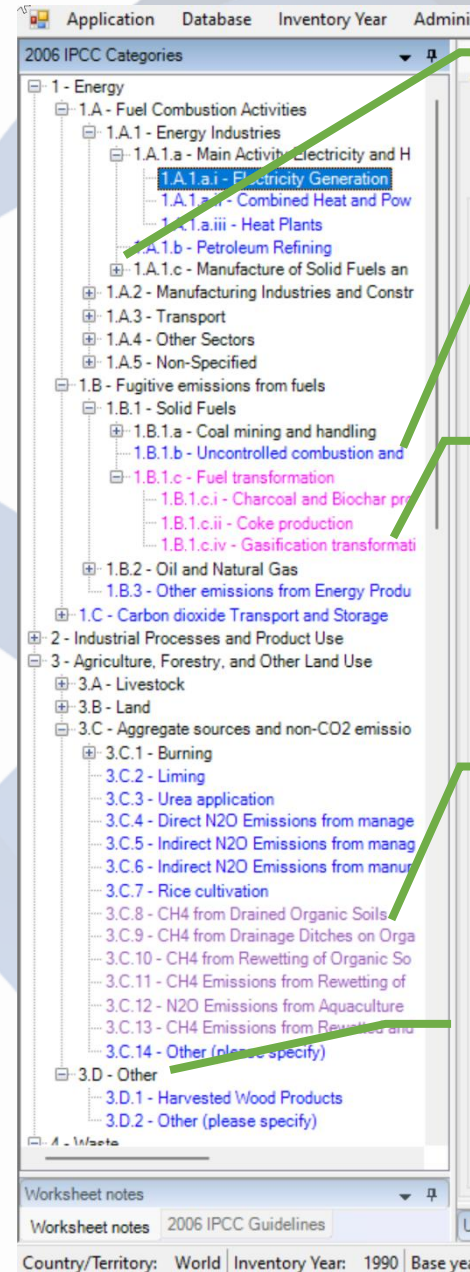 Application Database Inventory Year Admini
2006 IPCC Categories
1 - Energy
1.A - Fuel Combustion Activities
1.A.1 - Energy Industries
1.A.1.a - Main Activity Electricity and H
1.A.1.a.i - Electricity Generation
1.A.1.a.ii - Combined Heat and Pow
1.A.1.a.iii - Heat Plants
1.A.1.b - Petroleum Refining
1.A.1.c - Manufacture of Solid Fuels an
1.A.2 - Manufacturing Industries and Constr
1.A.3 - Transport
1.A.4 - Other Sectors
1.A.5 - Non-Specified
1.B - Fugitive emissions from fuels
1.B.1 - Solid Fuels
1.B.1.a - Coal mining and handling
1.B.1.b - Uncontrolled combustion and
1.B.1.c - Fuel transformation
1.B.1.c.i - Charcoal and Biochar pro
1.B.1.c.ii - Coke production
1.B.1.c.iv - Gasification transformati
1.B.2 - Oil and Natural Gas
1.B.3 - Other emissions from Energy Produ
1.C - Carbon dioxide Transport and Storage
2 - Industrial Processes and Product Use
3 - Agriculture, Forestry, and Other Land Use
3.A - Livestock
3.B - Land
3.C - Aggregate sources and non-CO2 emissio
3.C.1 - Burning
3.C.2 - Liming
3.C.3 - Urea application
3.C.4 - Direct N2O Emissions from manage
3.C.5 - Indirect N2O Emissions from manag
3.C.6 - Indirect N2O Emissions from manur
3.C.7 - Rice cultivation
3.C.8 - CH4 from Drained Organic Soils
3.C.9 - CH4 from Drainage Ditches on Orga
3.C.10 - CH4 from Rewetting of Organic So
3.C.11 - CH4 Emissions from Rewetting of
3.C.12 - N2O Emissions from Aquaculture
3.C.13 - CH4 Emissions from Rewetted and
3.C.14 - Other (please specify)
3.D - Other
3.D.1 - Harvested Wood Products
3.D.2 - Other (please specify)
4 - Waste
Worksheet notes
Worksheet notes 2006 IPCC Guidelines
Country/Territory: World Inventory Year: 1990 Base yea